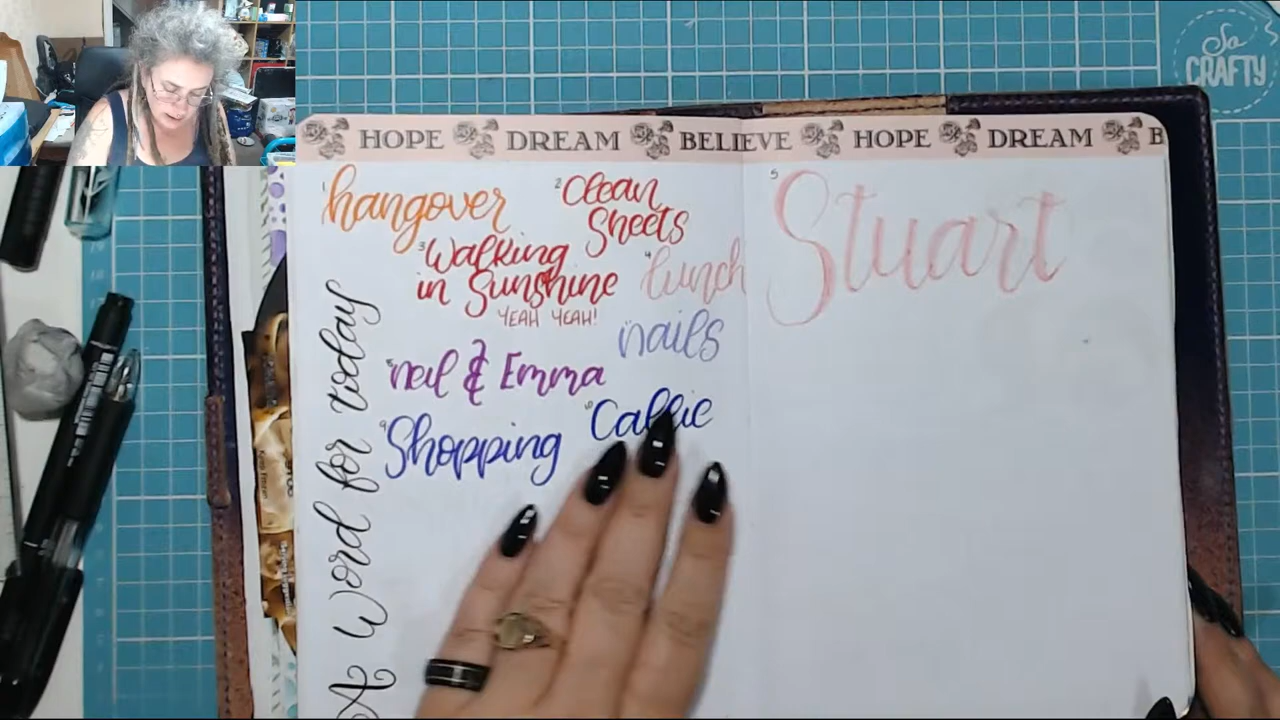 So
CRAFTY
HOPE DREAM BELIEVE HOPE DREAM B
1 hangover
2 Clean
Sheets
3 Walking
in Sunshine
YEAH YEAH!
4 lunch
5 Stuart
nails
neil & Emma
Callie
9 Shopping
A Word for today